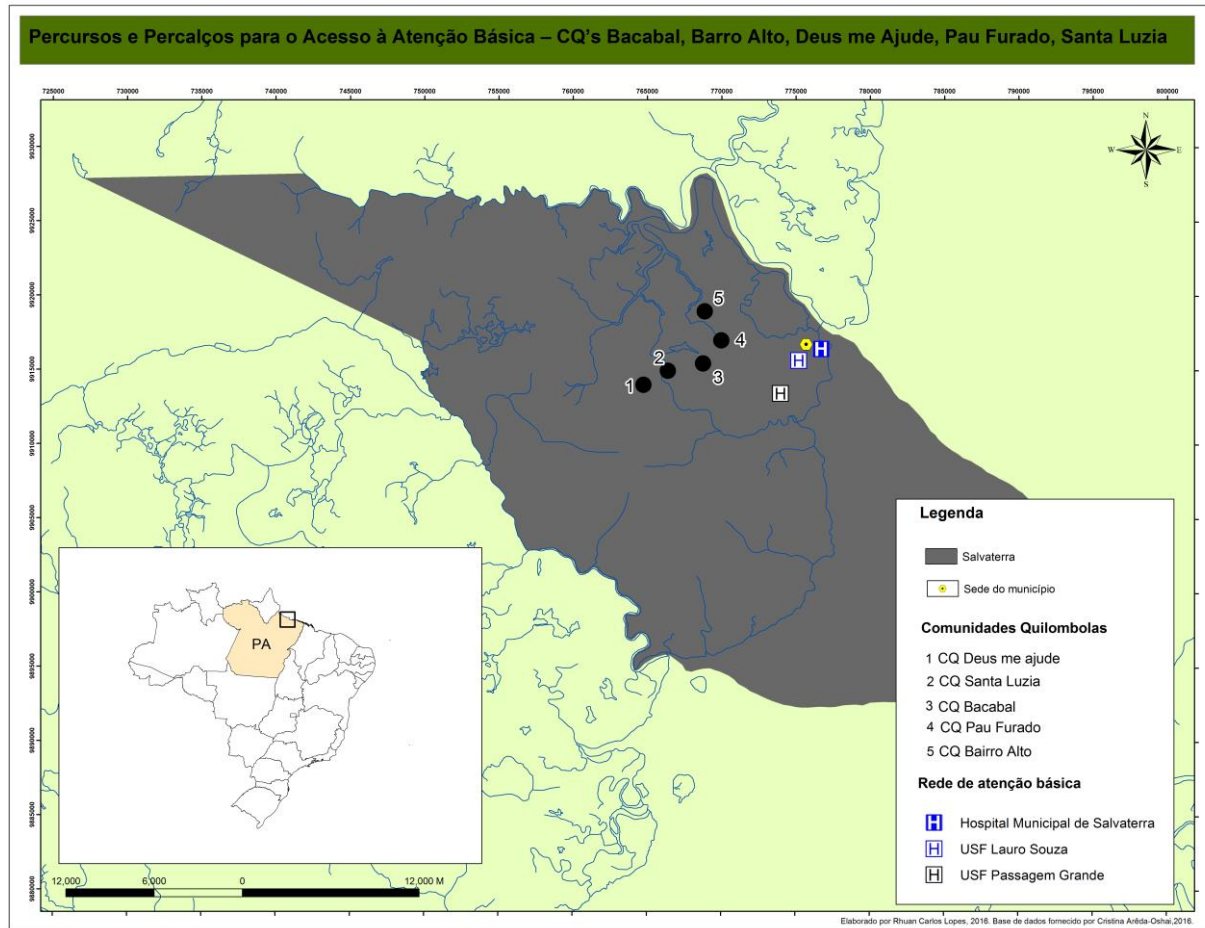 Percursos e Percalços para o Acesso à Atenção Básica – CQ's Bacabal, Barro Alto, Deus me Ajude, Pau Furado, Santa Luzia
725000 730000 735000 740000 745000 750000 755000 760000 765000 770000 775000 780000 785000 790000 795000 800000
9930000
9925000
9920000
9915000
9910000
9905000
9900000
9895000
9890000
9885000
9880000
N
W E
S
5
4
2
3
1
H
H
H
PA
12,000 6,000 0 12,000 M
Legenda
Salvaterra
Sede do município
Comunidades Quilombolas
1 CQ Deus me ajude
2 CQ Santa Luzia
3 CQ Bacabal
4 CQ Pau Furado
5 CQ Bairro Alto
Rede de atenção básica
H Hospital Municipal de Salvaterra
H USF Lauro Souza
H USF Passagem Grande
Elaborado por Rhuan Carlos Lopes, 2016. Base de dados fornecido por Cristina Arêda-Oshai,2016.